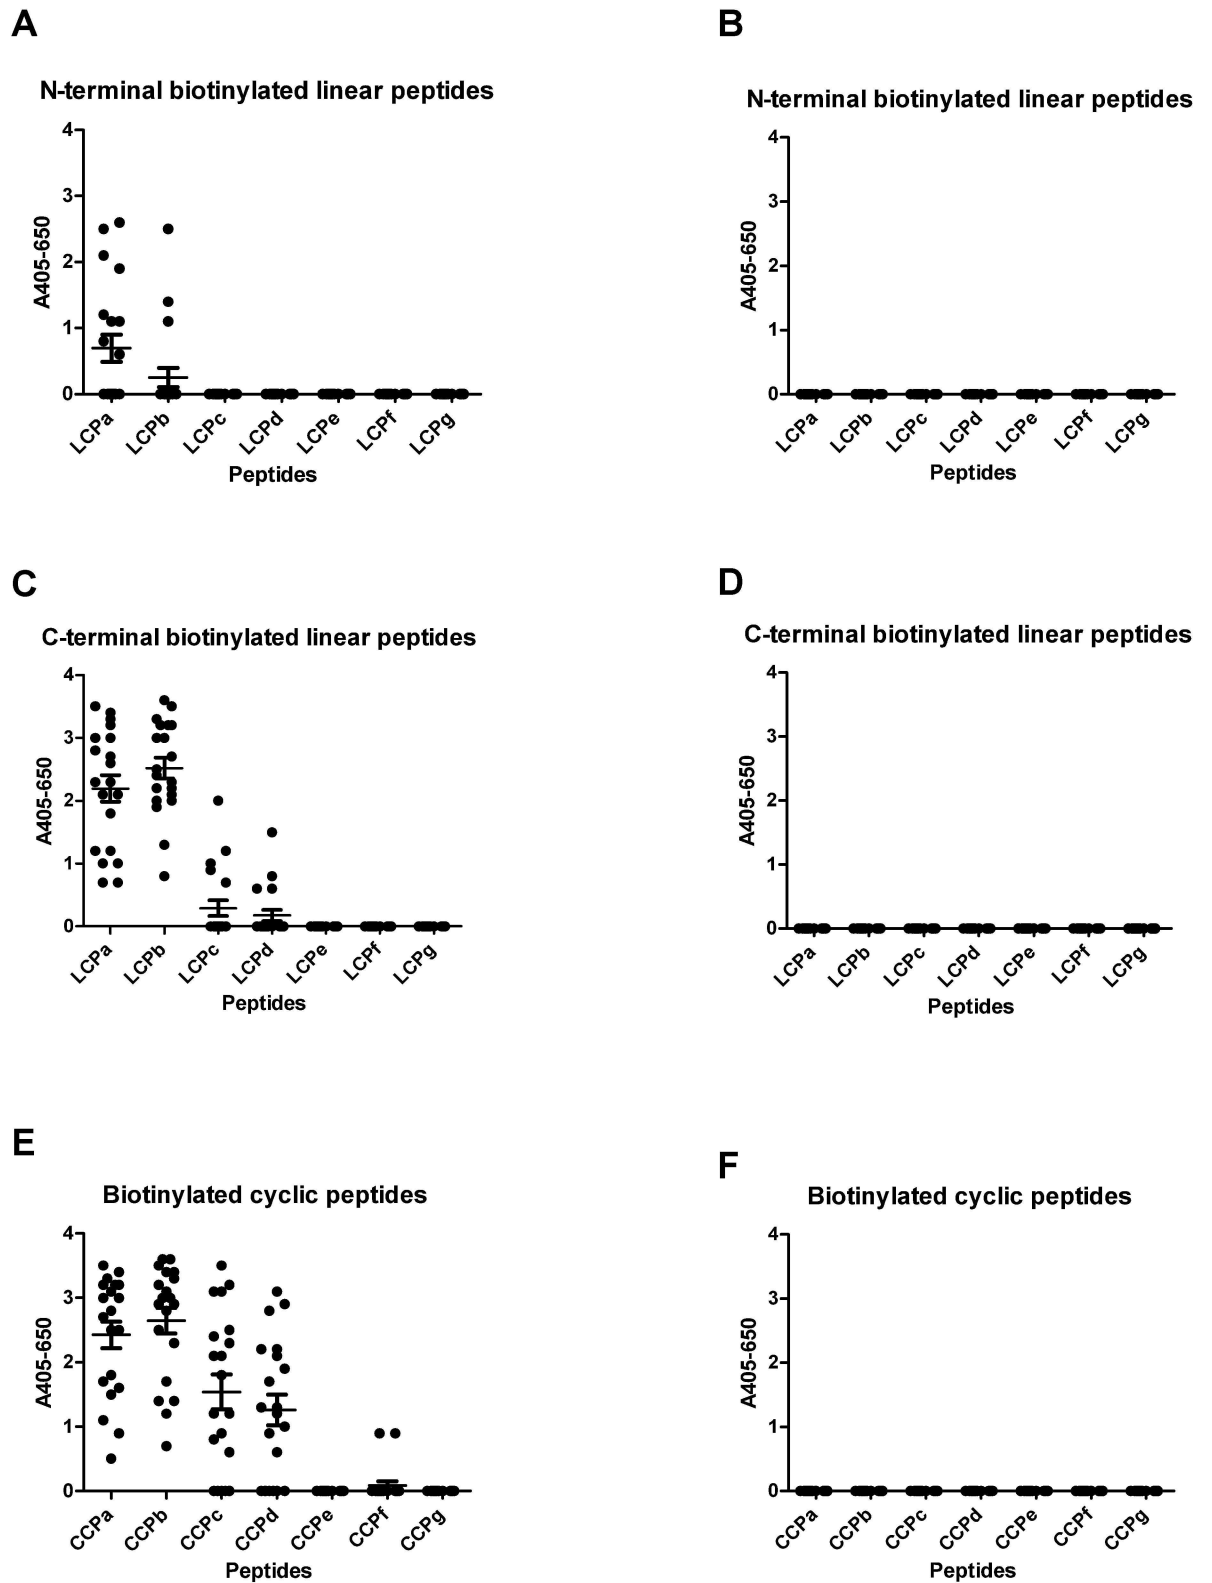 A
N-terminal biotinylated linear peptides
4
3
2
1
0
A405-650
LCPa
LCPb
LCPc
LCPd
LCPe
LCPf
LCPg
Peptides
B
N-terminal biotinylated linear peptides
4
3
2
1
0
A405-650
LCPa
LCPb
LCPc
LCPd
LCPe
LCPf
LCPg
Peptides
C
C-terminal biotinylated linear peptides
4
3
2
1
0
A405-650
LCPa
LCPb
LCPc
LCPd
LCPe
LCPf
LCPg
Peptides
D
C-terminal biotinylated linear peptides
4
3
2
1
0
A405-650
LCPa
LCPb
LCPc
LCPd
LCPe
LCPf
LCPg
Peptides
E
Biotinylated cyclic peptides
4
3
2
1
0
A405-650
CCPa
CCPb
CCPc
CCPd
CCPe
CCPf
CCPg
Peptides
F
Biotinylated cyclic peptides
4
3
2
1
0
A405-650
CCPa
CCPb
CCPc
CCPd
CCPe
CCPf
CCPg
Peptides